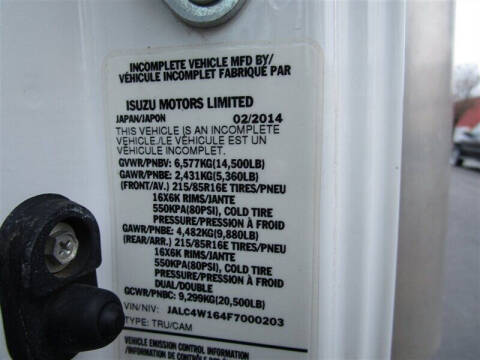 INCOMPLETE VEHICLE MFD BY/
VÉHICULE INCOMPLET FABRIQUÉ PAR
ISUZU MOTORS LIMITED
JAPAN/JAPON 02/2014
THIS VEHICLE IS AN INCOMPLETE
VEHICLE/LE VÉHICULE EST UN
VÉHICULE INCOMPLET
GVWR/PNBV: 6,577KG(14,500LB)
GAWR/PNBE: 2,431KG(5,360LB)
(FRONT/AV.) 215/85R16E TIRES/PNEU
16X6K RIMS/JANTE
550KPA(80PSI), COLD TIRE
PRESSURE/PRESSION À FROID
GAWR/PNBE: 4,482KG(9,880LB)
(REAR/ARR.) 215/85R16E TIRES/PNEU
16X6K RIMS/JANTE
550KPA(80PSI), COLD TIRE
PRESSURE/PRESSION À FROID
DUAL/DOUBLE
GCWR/PNBC: 9,299KG(20,500LB)
VIN/NIV: JALC4W164F7000203
TYPE: TRU/CAM
VEHICLE EMISSION CONTROL INFORMATION